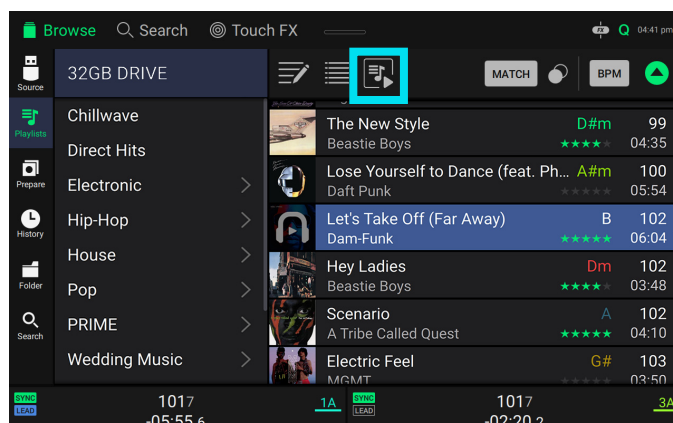 Browse Search Touch FX FX Q 04:41 pm
Source
32GB DRIVE
MATCH BPM
Playlists
Prepare
History
Folder
Search
Chillwave
Direct Hits
Electronic
Hip-Hop
House
Pop
PRIME
Wedding Music
The New Style D#m 99
Beastie Boys 04:35
Lose Yourself to Dance (feat. Ph... A#m 100
Daft Punk 05:54
Let's Take Off (Far Away) B 102
Dam-Funk 06:04
Hey Ladies Dm 102
Beastie Boys 03:48
Scenario A 102
A Tribe Called Quest 04:10
Electric Feel G# 103
MGMT 03:50
SYNC 1017 1A SYNC 1017 3A
LEAD -05:55.6 LEAD -02:20.2